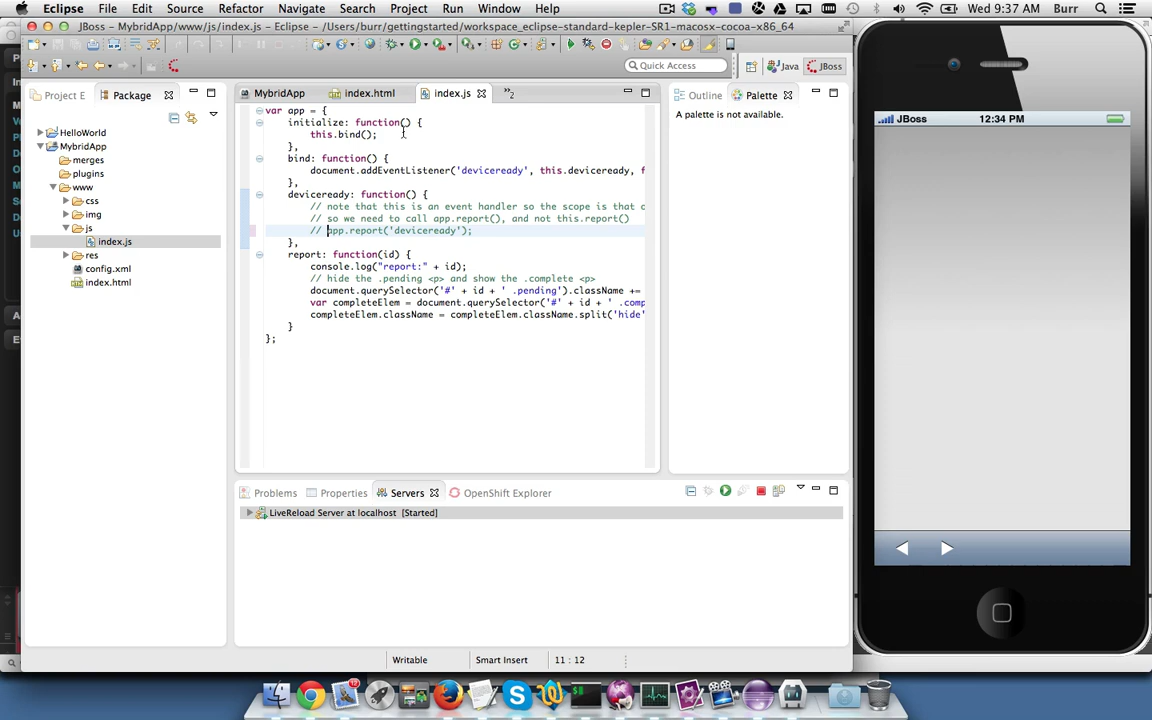 Eclipse File Edit Source Refactor Navigate Search Project Run Window Help Wed 9:37 AM Burr
JBoss - MybridApp/www/js/index.js - Eclipse - /Users/burr/gettingstarted/workspace_eclipse-standard-kepler-SR1-macosx-cocoa-x86_64
Quick Access
Java
JBoss
Project E
Package
MybridApp
index.html
index.js
»2
Outline
Palette
A palette is not available.
HelloWorld
MybridApp
merges
plugins
www
css
img
js
index.js
res
config.xml
index.html
var app = {
initialize: function() {
this.bind();
},
bind: function() {
document.addEventListener('deviceready', this.deviceready, f
},
deviceready: function() {
// note that this is an event handler so the scope is that o
// so we need to call app.report(), and not this.report()
// app.report('deviceready');
},
report: function(id) {
console.log("report:" + id);
// hide the .pending <p> and show the .complete <p>
document.querySelector('#' + id + ' .pending').className +=
var completeElem = document.querySelector('#' + id + ' .comp
completeElem.className = completeElem.className.split('hide'
}
};
Problems
Properties
Servers
OpenShift Explorer
LiveReload Server at localhost [Started]
Writable
Smart Insert
11 : 12
JBoss
12:34 PM